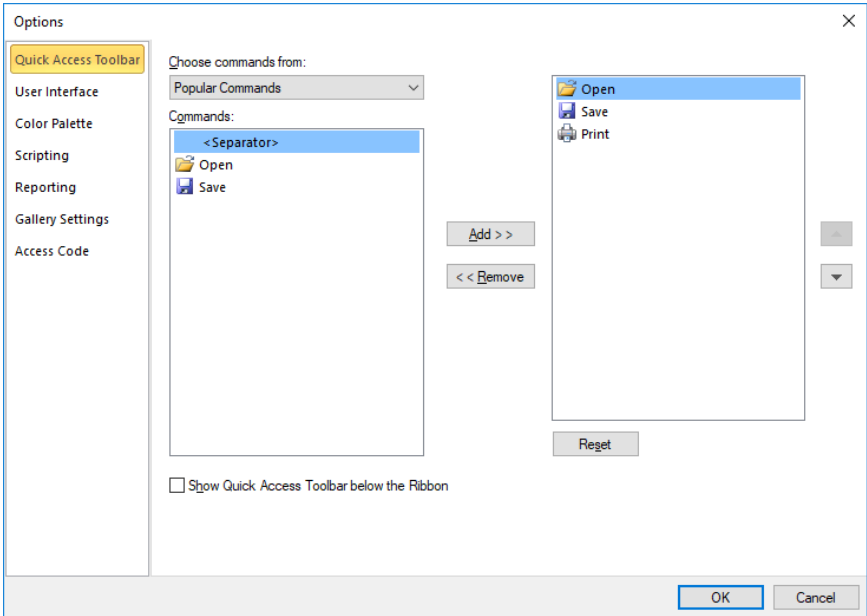 Options
Quick Access Toolbar
User Interface
Color Palette
Scripting
Reporting
Gallery Settings
Access Code
Choose commands from:
Popular Commands
Commands:
<Separator>
Open
Save
Add > >
< < Remove
Open
Save
Print
Reset
Show Quick Access Toolbar below the Ribbon
OK
Cancel